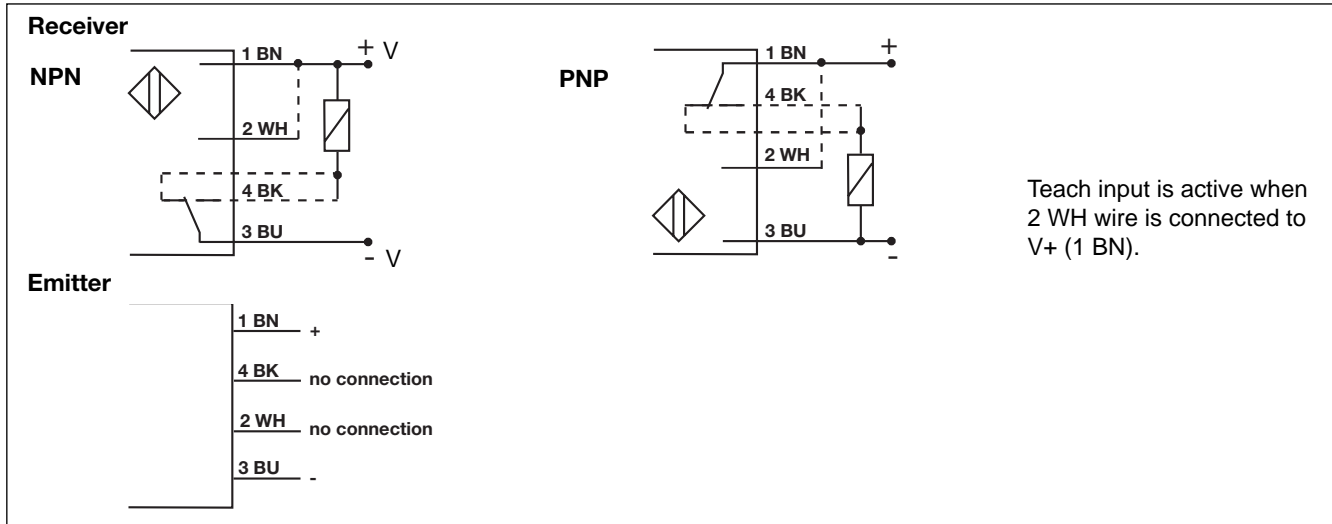 Receiver
NPN
1 BN
+ V
2 WH
4 BK
3 BU
- V
PNP
1 BN
+
4 BK
2 WH
3 BU
-
Teach input is active when
2 WH wire is connected to
V+ (1 BN).
Emitter
1 BN +
4 BK no connection
2 WH no connection
3 BU -